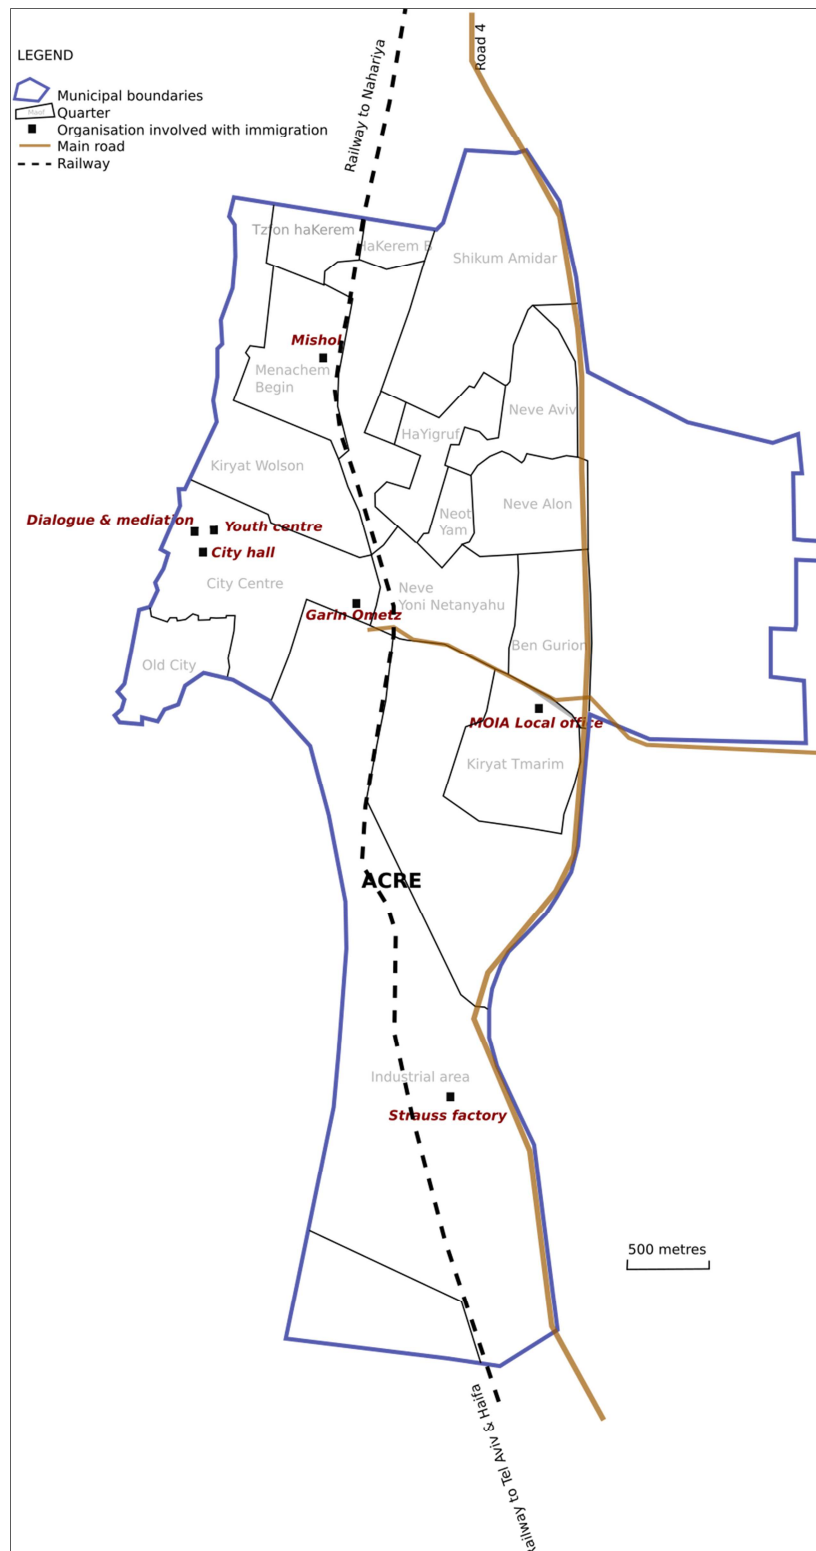 Road 4
Railway to Nahariya
LEGEND
Municipal boundaries
Quarter
Organisation involved with immigration
Main road
Railway
Tzfon haKerem
HaKerem B
Shikum Amidar
Mishol
Menachem
Begin
Neve Aviv
HaYigruf
Kiryat Wolson
Neve Alon
Neot
Yam
Dialogue & mediation
Youth centre
City hall
City Centre
Neve
Yoni Netanyahu
Garin Ometz
Ben Gurion
Old City
MOIA Local office
Kiryat Tmarim
ACRE
Industrial area
Strauss factory
500 metres
Railway to Tel Aviv & Haifa